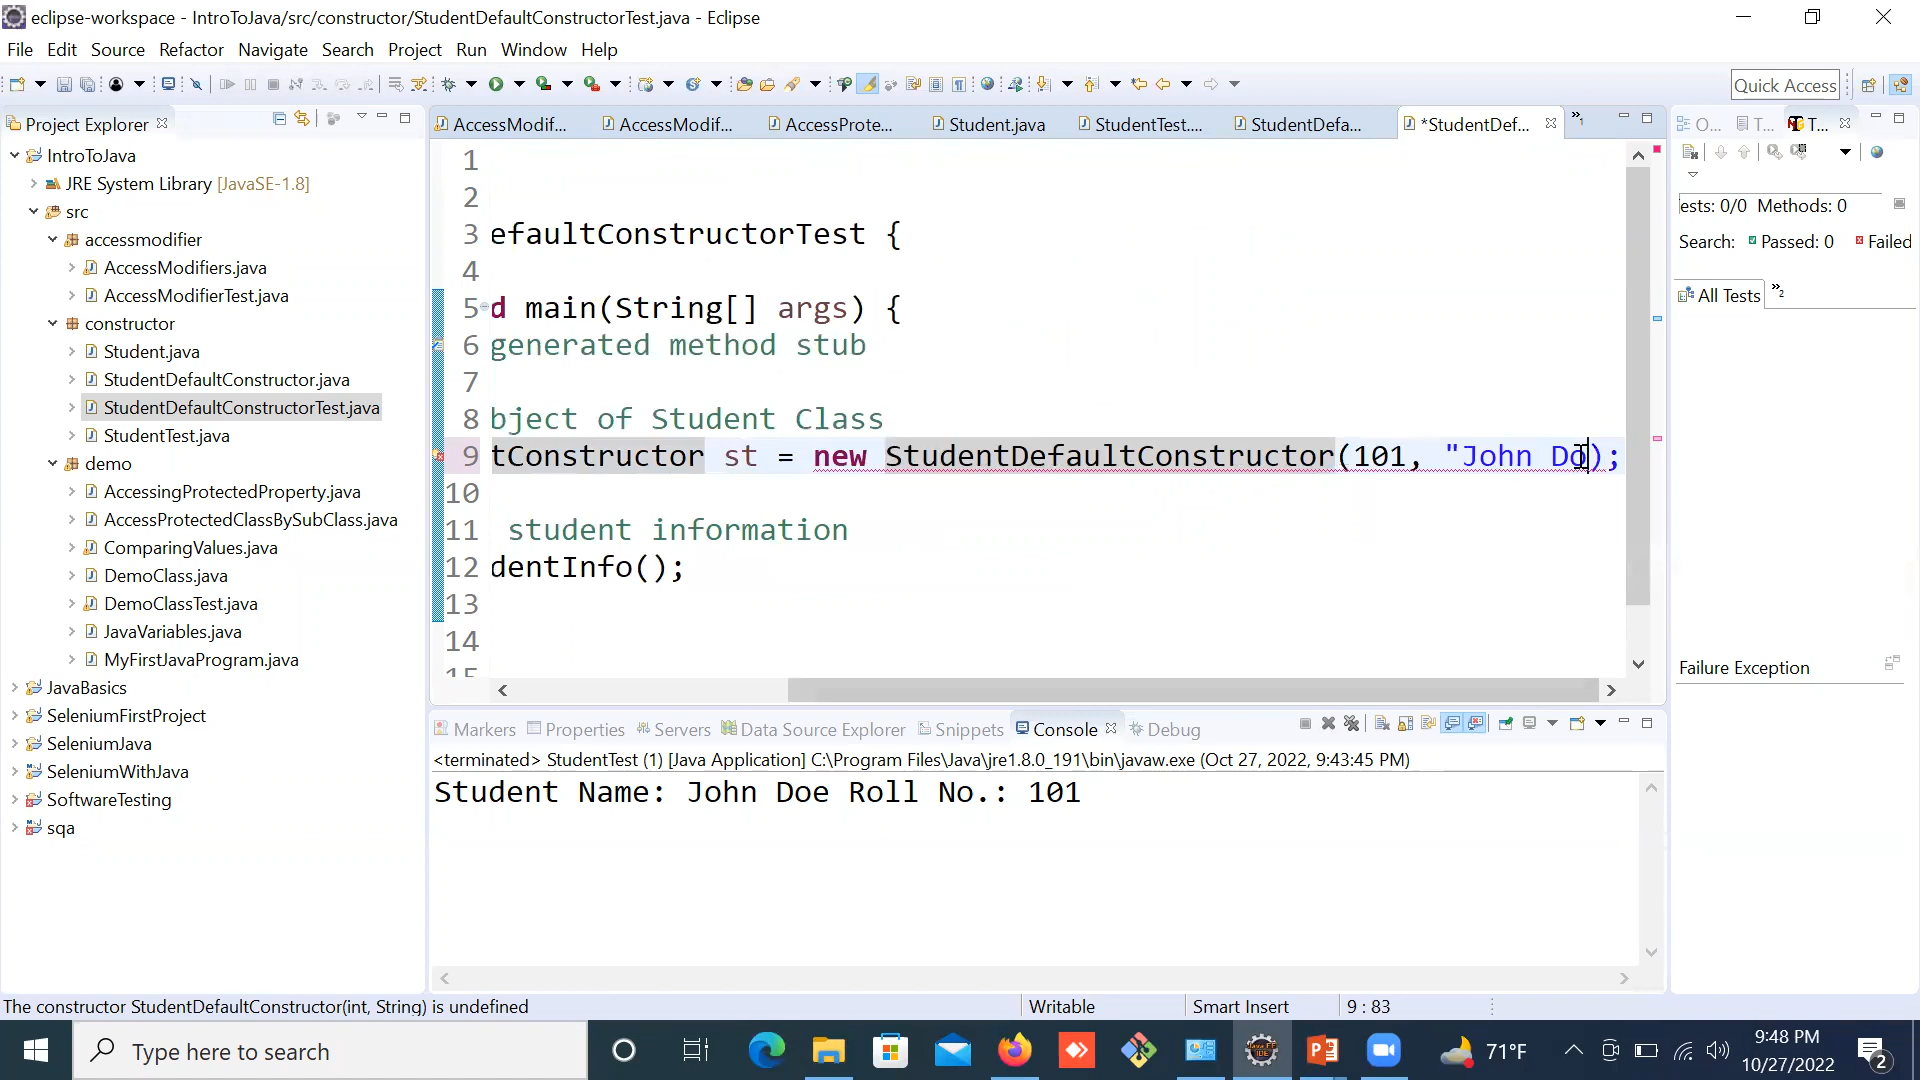 eclipse-workspace - IntroToJava/src/constructor/StudentDefaultConstructorTest.java - Eclipse
File Edit Source Refactor Navigate Search Project Run Window Help
Quick Access
Project Explorer
IntroToJava
JRE System Library [JavaSE-1.8]
src
accessmodifier
AccessModifiers.java
AccessModifierTest.java
constructor
Student.java
StudentDefaultConstructor.java
StudentDefaultConstructorTest.java
StudentTest.java
demo
AccessingProtectedProperty.java
AccessProtectedClassBySubClass.java
ComparingValues.java
DemoClass.java
DemoClassTest.java
JavaVariables.java
MyFirstJavaProgram.java
JavaBasics
SeleniumFirstProject
SeleniumJava
SeleniumWithJava
SoftwareTesting
sqa
AccessModif... AccessModif... AccessProte... Student.java StudentTest.... StudentDefa... *StudentDef... »1
1
2
3 efaultConstructorTest {
4
5 d main(String[] args) {
6 generated method stub
7
8 bject of Student Class
9 tConstructor st = new StudentDefaultConstructor(101, "John Do);
10
11 student information
12 dentInfo();
13
14
O... T... T...
ests: 0/0 Methods: 0
Search: Passed: 0 Failed
All Tests »2
Failure Exception
Markers Properties Servers Data Source Explorer Snippets Console Debug
<terminated> StudentTest (1) [Java Application] C:\Program Files\Java\jre1.8.0_191\bin\javaw.exe (Oct 27, 2022, 9:43:45 PM)
Student Name: John Doe Roll No.: 101
The constructor StudentDefaultConstructor(int, String) is undefined
Writable Smart Insert 9 : 83
Type here to search
71°F
9:48 PM
10/27/2022
2